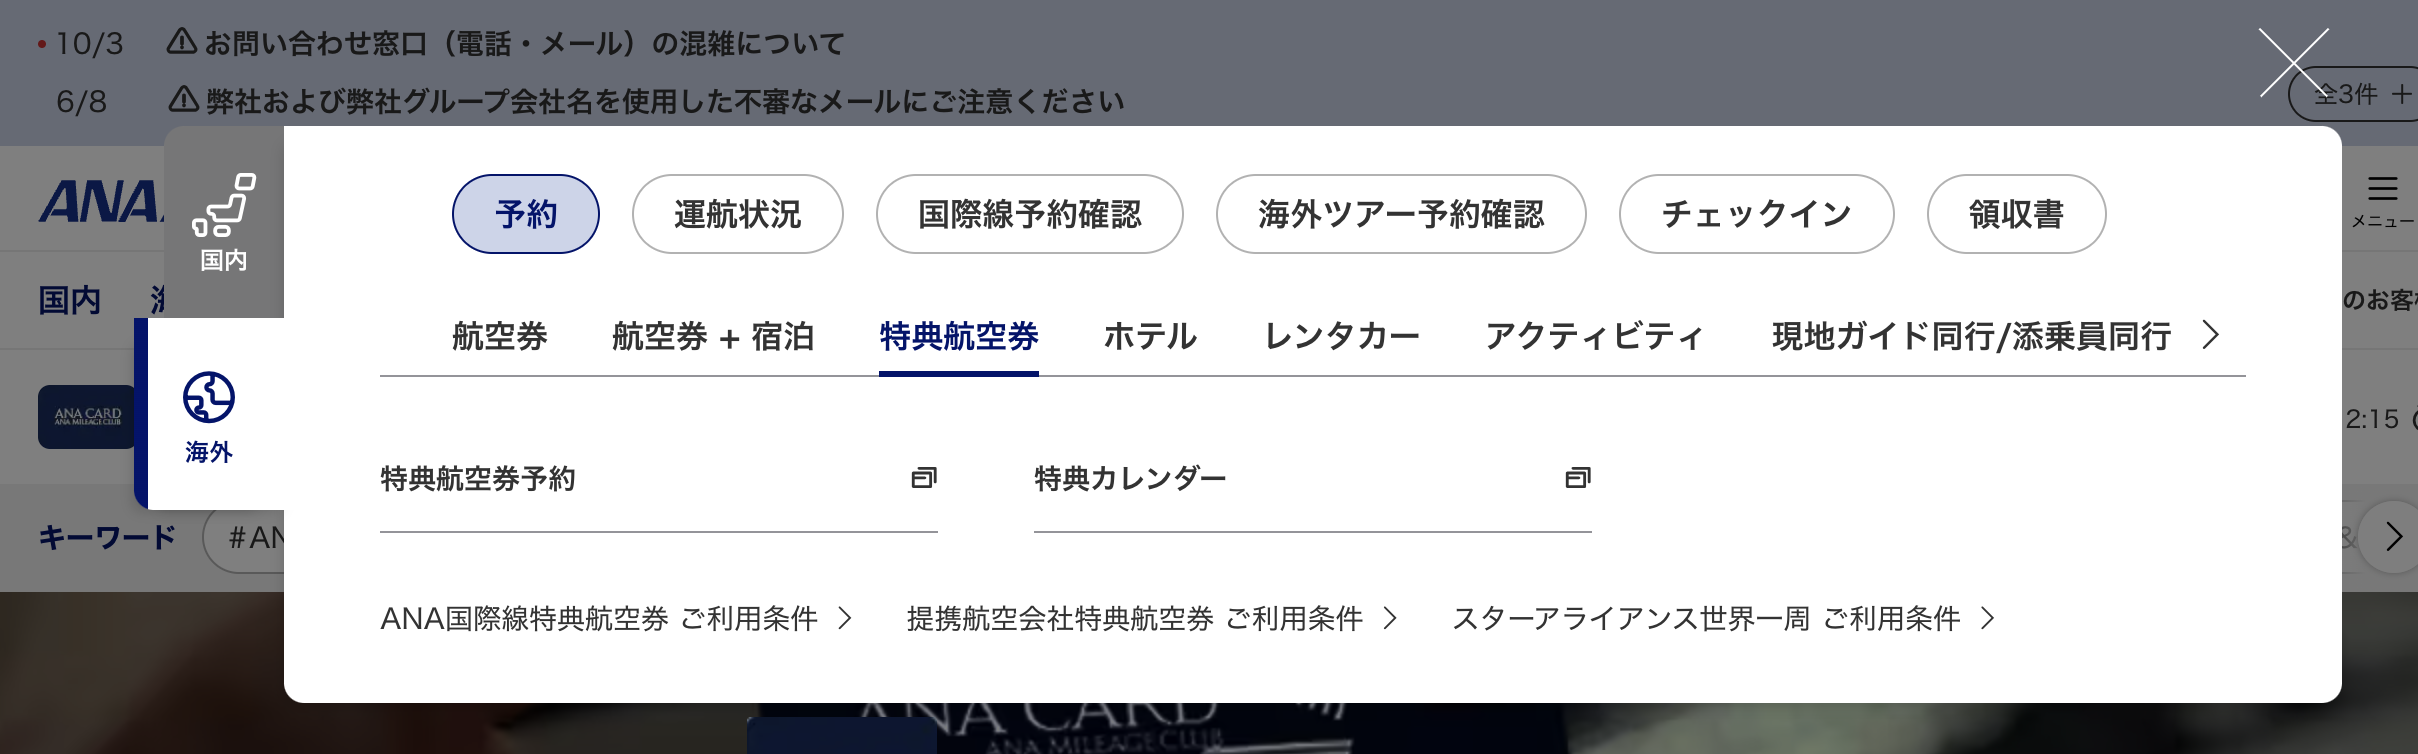 10/3 お問い合わせ窓口（電話・メール）の混雑について
6/8 弊社および弊社グループ会社名を使用した不審なメールにご注意ください
全3件 +
ANA
メニュー
国内
予約 運航状況 国際線予約確認 海外ツアー予約確認 チェックイン 領収書
国内
のお客
航空券 航空券 + 宿泊 特典航空券 ホテル レンタカー アクティビティ 現地ガイド同行/添乗員同行
ANA CARD
ANA MILEAGE CLUB
2:15
海外
特典航空券予約 特典カレンダー
キーワード #AN
&
ANA国際線特典航空券 ご利用条件 提携航空会社特典航空券 ご利用条件 スターアライアンス世界一周 ご利用条件
ANA CARD
ANA MILEAGE CLUB